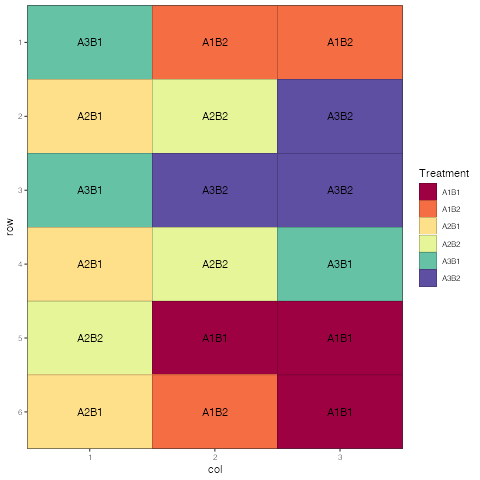 1 A3B1 A1B2 A1B2
2 A2B1 A2B2 A3B2
3 A3B1 A3B2 A3B2
4 A2B1 A2B2 A3B1
5 A2B2 A1B1 A1B1
6 A2B1 A1B2 A1B1
1 2 3
col
row
Treatment
A1B1
A1B2
A2B1
A2B2
A3B1
A3B2